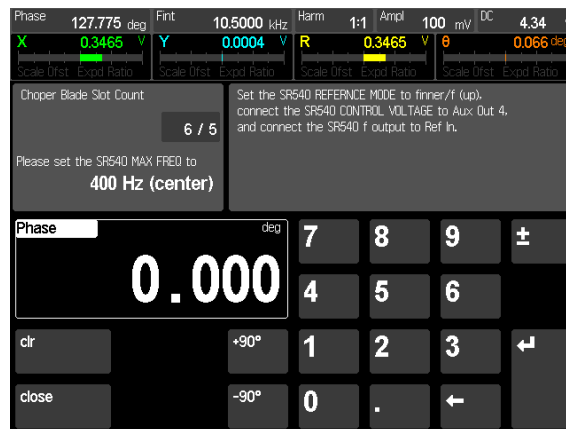 Phase 127.775 deg Fint 10.5000 kHz Harm 1:1 Ampl 100 mV DC 4.34
X 0.3465 V Y 0.0004 V R 0.3465 V θ 0.066 deg
Scale Ofst Expd Ratio Scale Ofst Expd Ratio Scale Ofst Expd Ratio Scale Ofst Expd Ratio
Choper Blade Slot Count
6 / 5
Please set the SR540 MAX FREQ to
400 Hz (center)
Set the SR540 REFERNCE MODE to finner/f (up),
connect the SR540 CONTROL VOLTAGE to Aux Out 4,
and connect the SR540 f output to Ref In.
Phase deg
0.000
7 8 9 ±
4 5 6
clr +90° 1 2 3 ↵
close -90° 0 . ←